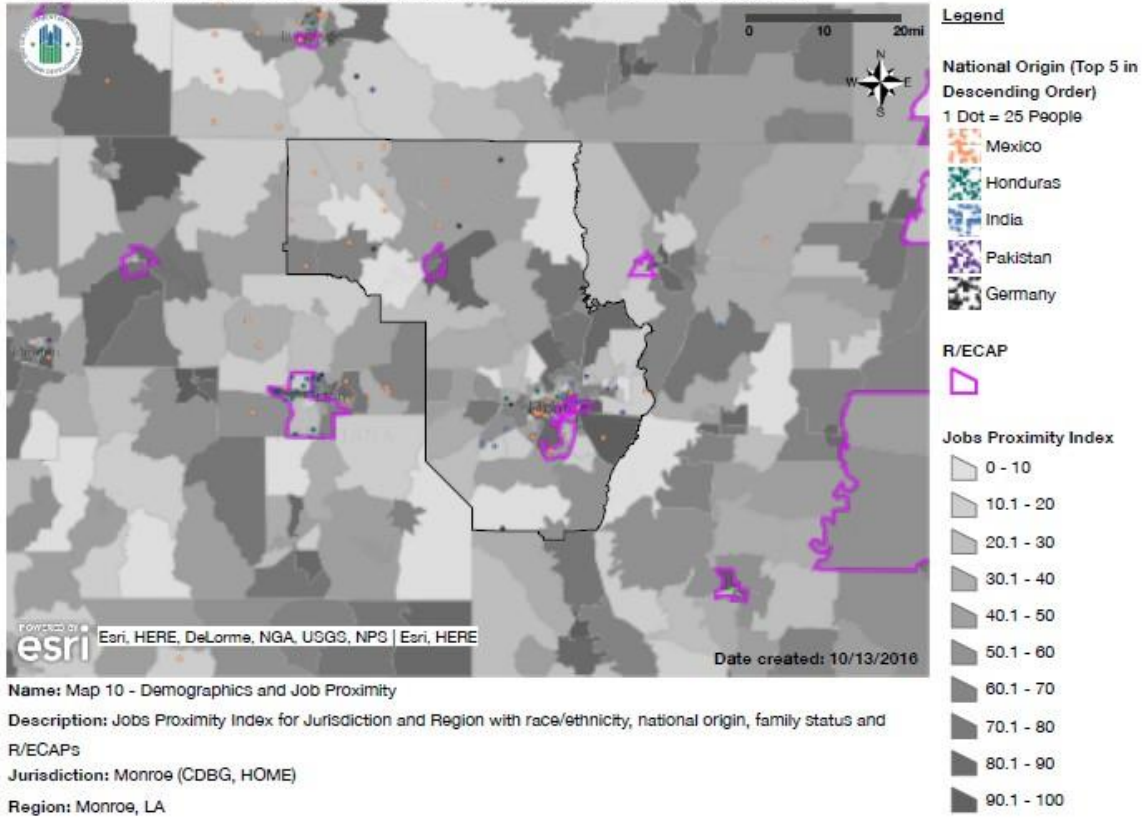 0 10 20mi
N
W E
S
POWERED BY
esri
Esri, HERE, DeLorme, NGA, USGS, NPS | Esri, HERE
Date created: 10/13/2016
Legend
National Origin (Top 5 in
Descending Order)
1 Dot = 25 People
Mexico
Honduras
India
Pakistan
Germany
R/ECAP
Jobs Proximity Index
0 - 10
10.1 - 20
20.1 - 30
30.1 - 40
40.1 - 50
50.1 - 60
60.1 - 70
70.1 - 80
80.1 - 90
90.1 - 100
Name: Map 10 - Demographics and Job Proximity
Description: Jobs Proximity Index for Jurisdiction and Region with race/ethnicity, national origin, family status and
R/ECAPs
Jurisdiction: Monroe (CDBG, HOME)
Region: Monroe, LA